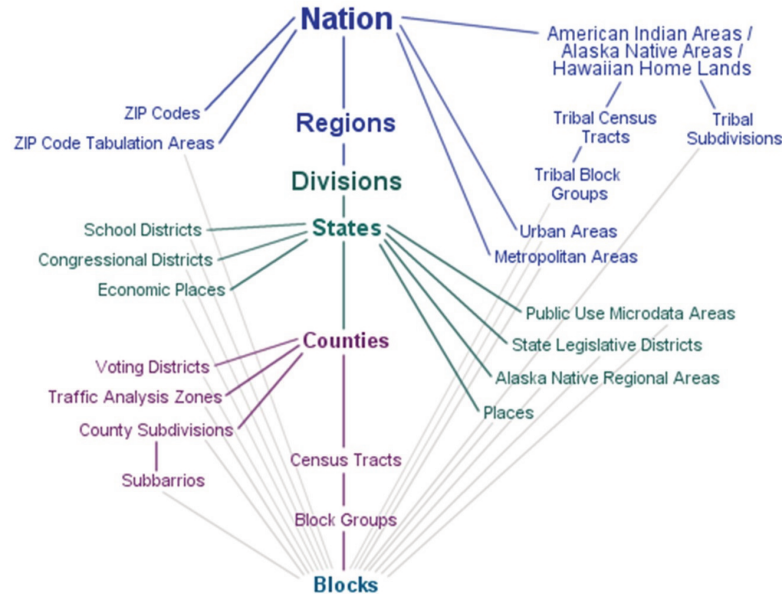 Nation
American Indian Areas /
Alaska Native Areas /
Hawaiian Home Lands
ZIP Codes
ZIP Code Tabulation Areas
Regions
Tribal Census
Tracts
Tribal
Subdivisions
Divisions
Tribal Block
Groups
School Districts
States
Urban Areas
Congressional Districts
Metropolitan Areas
Economic Places
Public Use Microdata Areas
Counties
State Legislative Districts
Voting Districts
Alaska Native Regional Areas
Traffic Analysis Zones
Places
County Subdivisions
Census Tracts
Subbarrios
Block Groups
Blocks